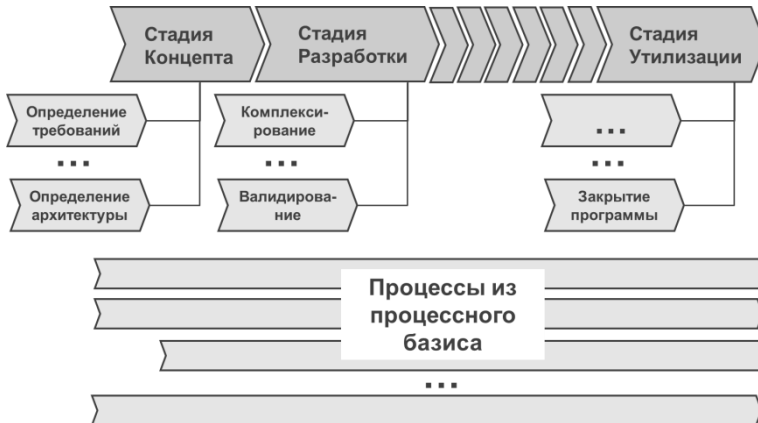 Стадия
Концепта
Стадия
Разработки
Стадия
Утилизации
Определение
требований
...
Определение
архитектуры
Комплекси-
рование
...
Валидирова-
ние
...
...
Закрытие
программы
Процессы из
процессного
базиса
...